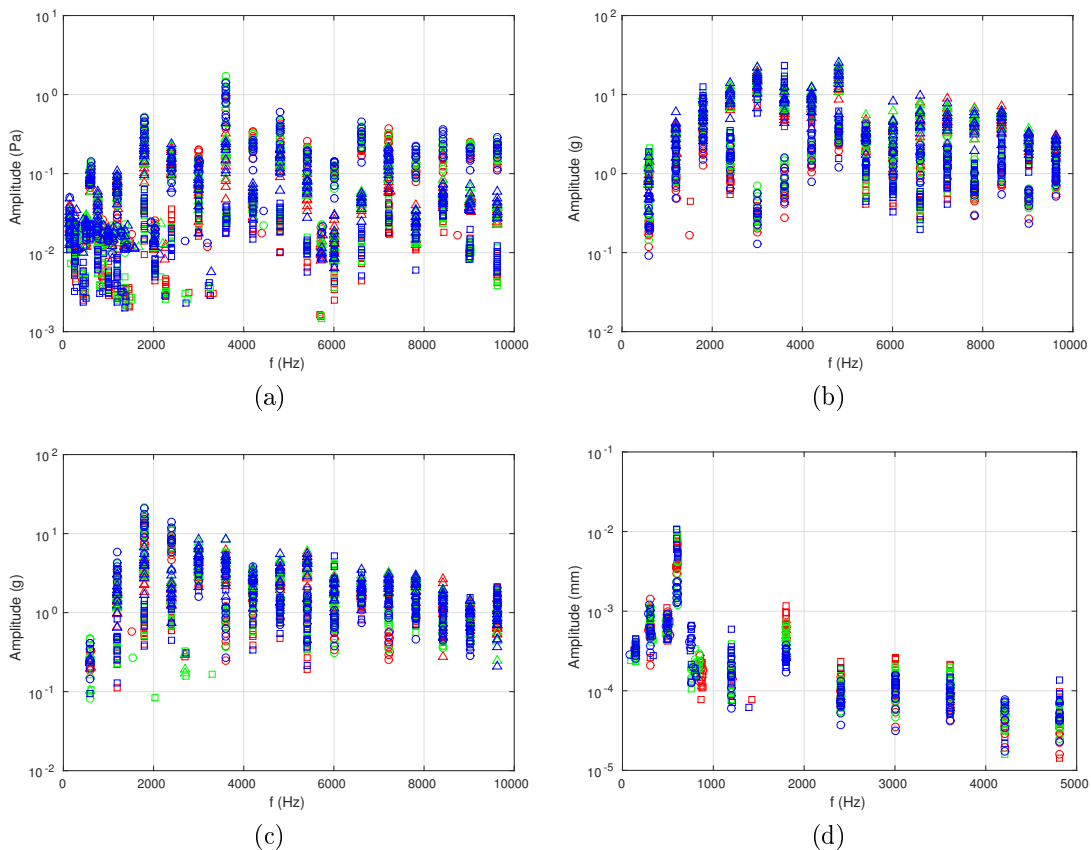 10^1
10^0
10^-1
10^-2
10^-3
Amplitude (Pa)
0 2000 4000 6000 8000 10000
f (Hz)
(a)
10^2
10^1
10^0
10^-1
10^-2
Amplitude (g)
0 2000 4000 6000 8000 10000
f (Hz)
(b)
10^2
10^1
10^0
10^-1
10^-2
Amplitude (g)
0 2000 4000 6000 8000 10000
f (Hz)
(c)
10^-1
10^-2
10^-3
10^-4
10^-5
Amplitude (mm)
0 1000 2000 3000 4000 5000
f (Hz)
(d)